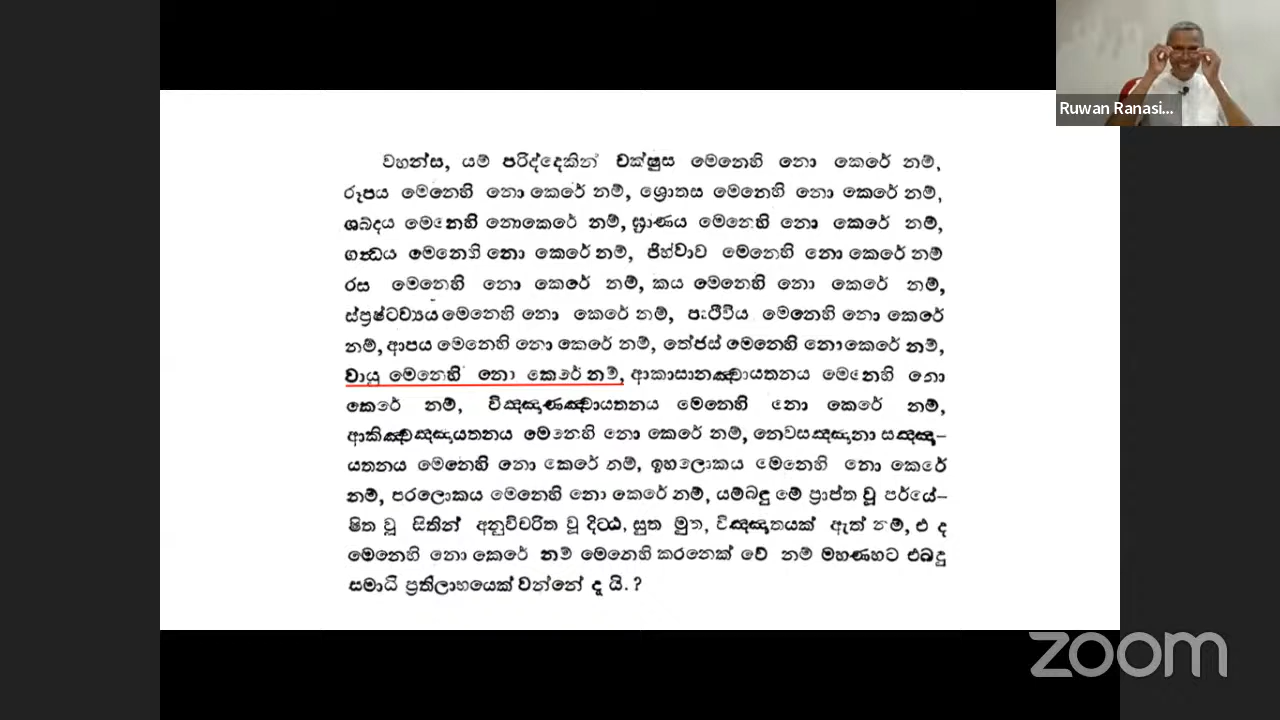 Ruwan Ranasi...
වහන්ස, යම් පරිද්දෙකින් චක්ෂුස මෙනෙහි නො කෙරේ නම්,
රූපය මෙනෙහි නො කෙරේ නම්, ශ්‍රොතස මෙනෙහි නො කෙරේ නම්,
ශබ්දය මෙනෙහි නොකෙරේ නම්, ඝ්‍රාණය මෙනෙහි නො කෙරේ නම්,
ගන්‍ධය මෙනෙහි නො කෙරේ නම්, ජිහ්වාව මෙනෙහි නො කෙරේ නම්
රස මෙනෙහි නො කෙරේ නම්, කය මෙනෙහි නො කෙරේ නම්,
ස්ප්‍රෂ්ටව්‍යය මෙනෙහි නො කෙරේ නම්, පඨවිය මෙනෙහි නො කෙරේ
නම්, ආපය මෙනෙහි නො කෙරේ නම්, තේජස් මෙනෙහි නොකෙරේ නම්,
වායු මෙනෙහි නො කෙරේ නම්, ආකාසානඤ්චායතනය මෙනෙහි නො
කෙරේ නම්, විඤ්ඤාණඤ්චායතනය මෙනෙහි නො කෙරේ නම්,
ආකිඤ්චඤ්ඤායතනය මෙනෙහි නො කෙරේ නම්, නෙවසඤ්ඤානා සඤ්ඤා–
යතනය මෙනෙහි නො කෙරේ නම්, ඉහලොකය මෙනෙහි නො කෙරේ
නම්, පරලොකය මෙනෙහි නො කෙරේ නම්, යම්බඳු මේ ප්‍රාප්ත වූ පර්යේ–
ෂිත වූ සිතින් අනුවිචරිත වූ දිට්ඨ, සුත මුත, විඤ්ඤාතයක් ඇත් නම්, එ ද
මෙනෙහි නො කෙරේ නම් මෙනෙහි කරනෙක් වේ නම් මහණහට එබඳු
සමාධි ප්‍රතිලාභයෙක් වන්නේ දැ යි. ?
zoom